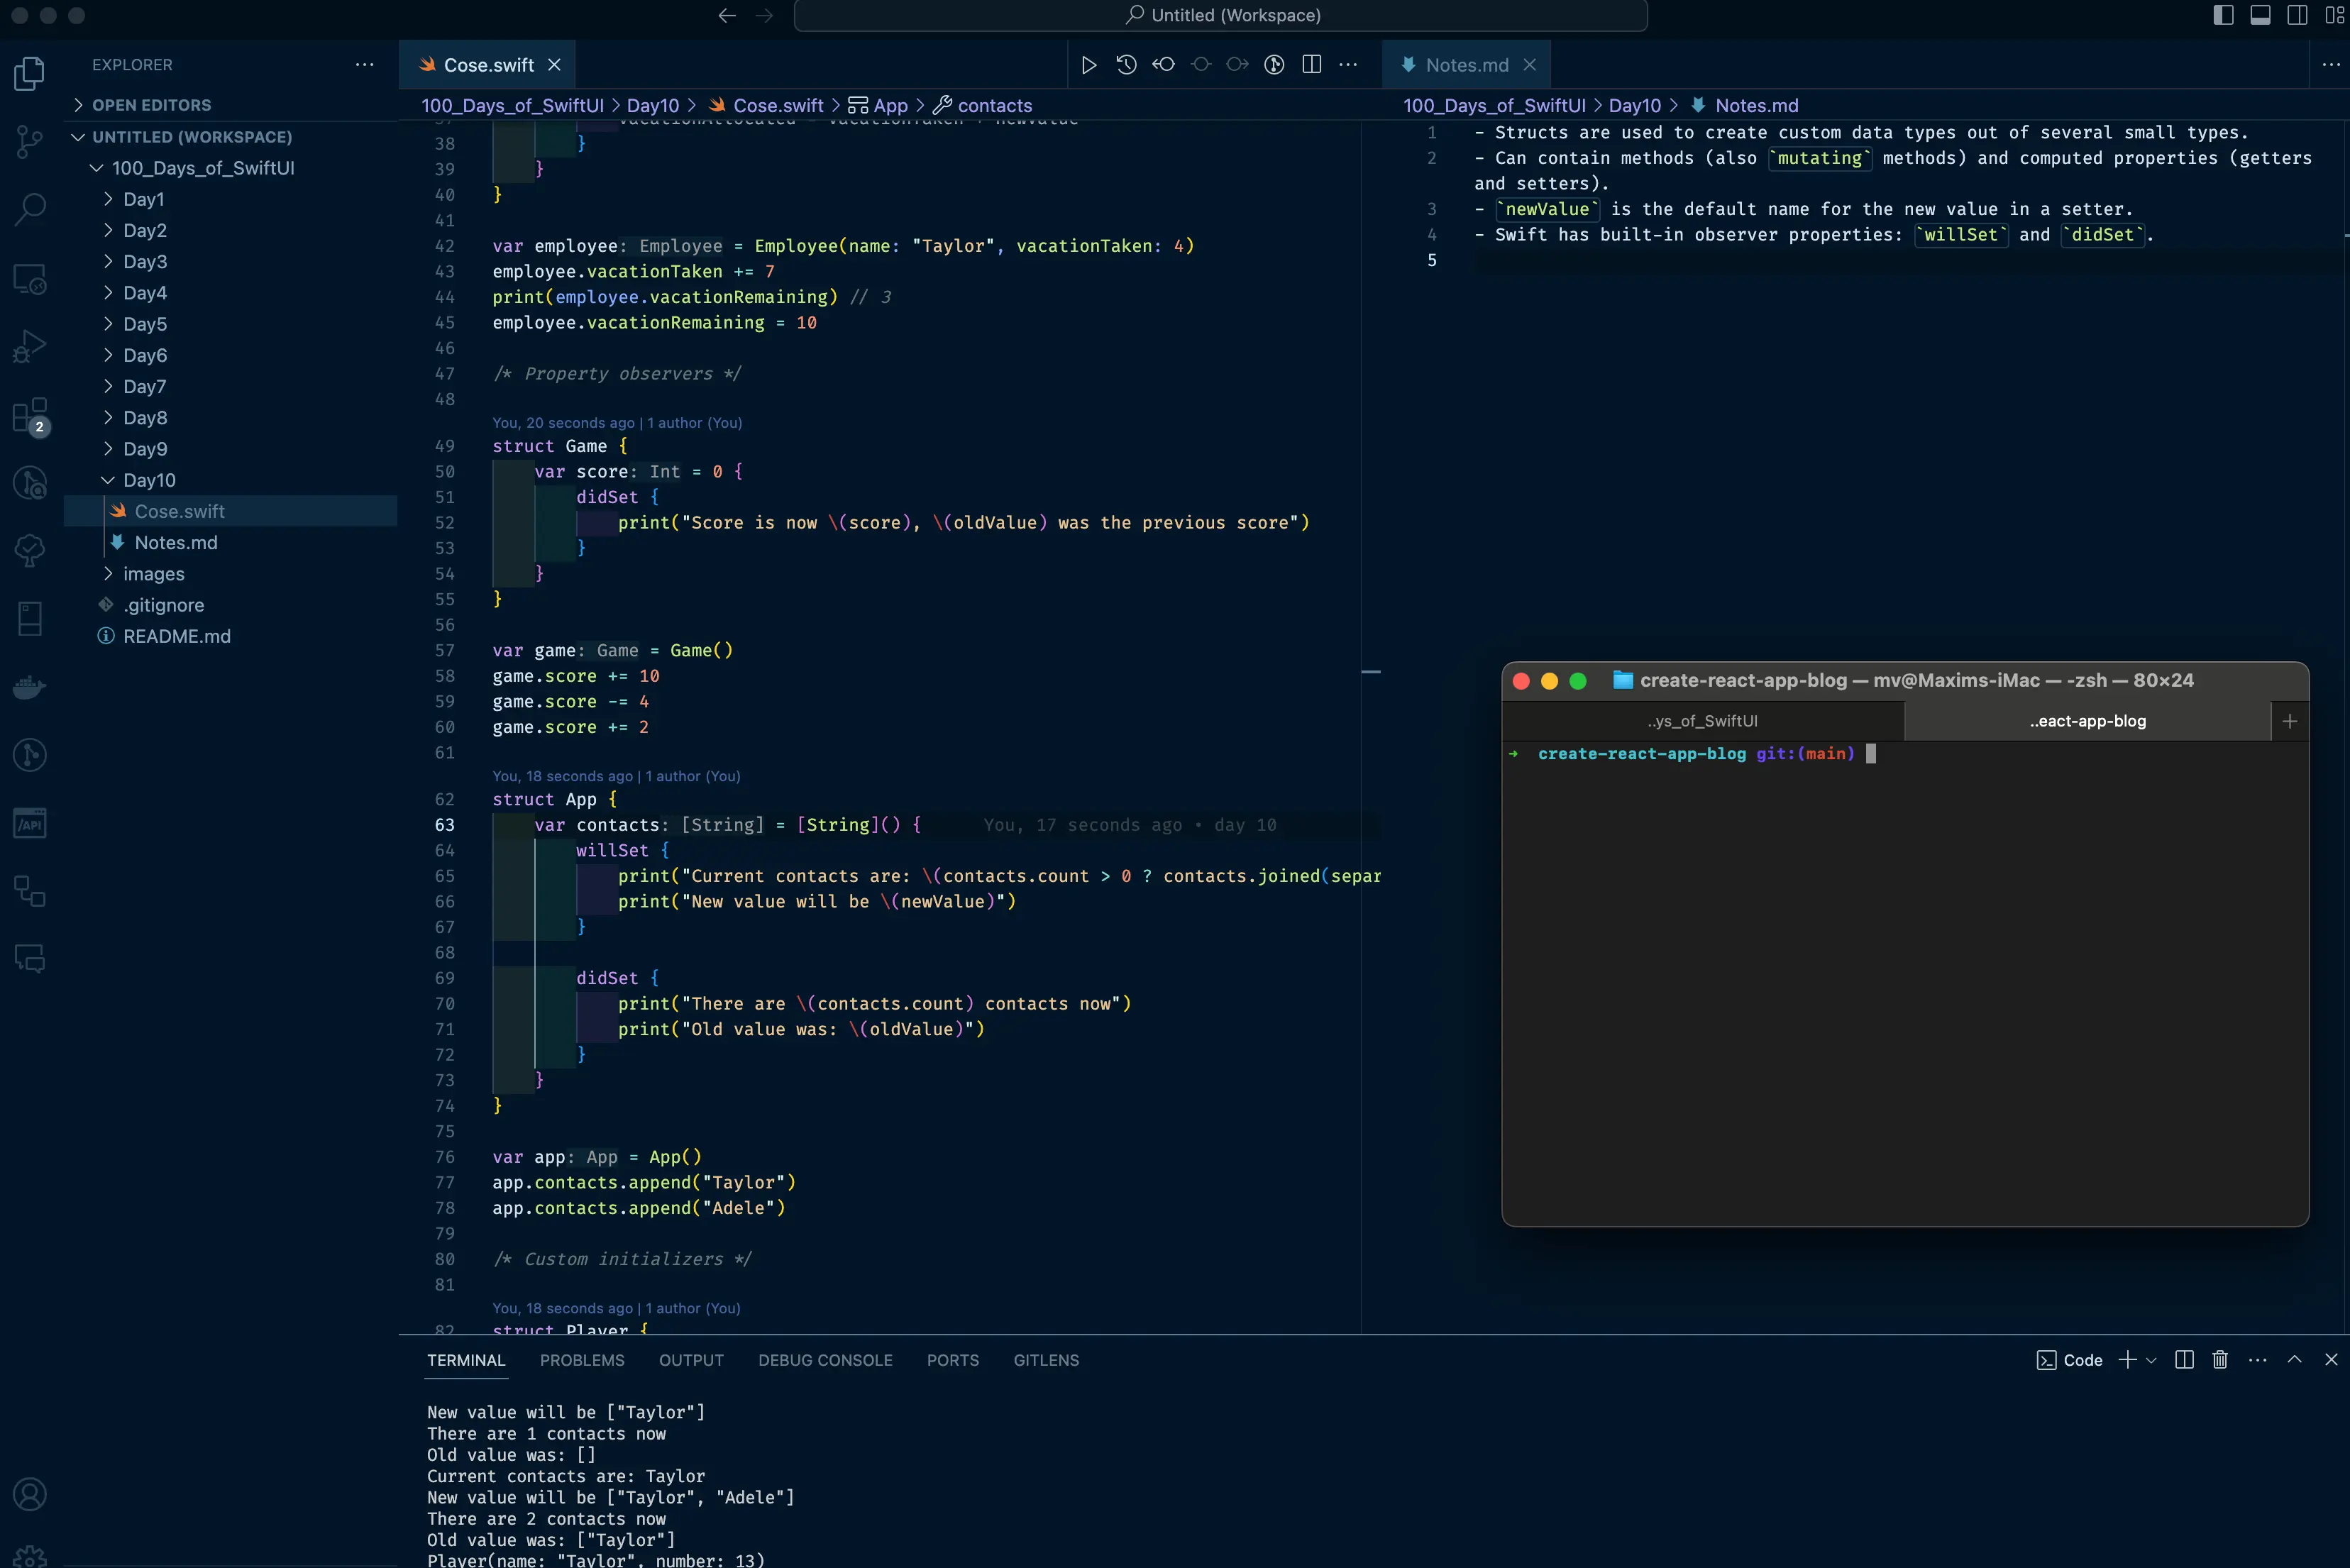 Untitled (Workspace)
EXPLORER
OPEN EDITORS
UNTITLED (WORKSPACE)
100_Days_of_SwiftUI
Day1
Day2
Day3
Day4
Day5
Day6
Day7
Day8
Day9
Day10
Cose.swift
Notes.md
images
.gitignore
README.md
2
/API
Cose.swift
100_Days_of_SwiftUI > Day10 > Cose.swift > App > contacts
37 vacationAllocated = vacationTaken + newValue
38 }
39 }
40 }
41
42 var employee: Employee = Employee(name: "Taylor", vacationTaken: 4)
43 employee.vacationTaken += 7
44 print(employee.vacationRemaining) // 3
45 employee.vacationRemaining = 10
46
47 /* Property observers */
48
You, 20 seconds ago | 1 author (You)
49 struct Game {
50 var score: Int = 0 {
51 didSet {
52 print("Score is now \(score), \(oldValue) was the previous score")
53 }
54 }
55 }
56
57 var game: Game = Game()
58 game.score += 10
59 game.score -= 4
60 game.score += 2
61
You, 18 seconds ago | 1 author (You)
62 struct App {
63 var contacts: [String] = [String]() { You, 17 seconds ago • day 10
64 willSet {
65 print("Current contacts are: \(contacts.count > 0 ? contacts.joined(separ
66 print("New value will be \(newValue)")
67 }
68
69 didSet {
70 print("There are \(contacts.count) contacts now")
71 print("Old value was: \(oldValue)")
72 }
73 }
74 }
75
76 var app: App = App()
77 app.contacts.append("Taylor")
78 app.contacts.append("Adele")
79
80 /* Custom initializers */
81
You, 18 seconds ago | 1 author (You)
82 struct Player {
Notes.md
100_Days_of_SwiftUI > Day10 > Notes.md
1 - Structs are used to create custom data types out of several small types.
2 - Can contain methods (also `mutating` methods) and computed properties (getters
and setters).
3 - `newValue` is the default name for the new value in a setter.
4 - Swift has built-in observer properties: `willSet` and `didSet`.
5
create-react-app-blog — mv@Maxims-iMac — -zsh — 80×24
..ys_of_SwiftUI
..eact-app-blog
➜ create-react-app-blog git:(main)
TERMINAL PROBLEMS OUTPUT DEBUG CONSOLE PORTS GITLENS
Code
New value will be ["Taylor"]
There are 1 contacts now
Old value was: []
Current contacts are: Taylor
New value will be ["Taylor", "Adele"]
There are 2 contacts now
Old value was: ["Taylor"]
Player(name: "Taylor", number: 13)